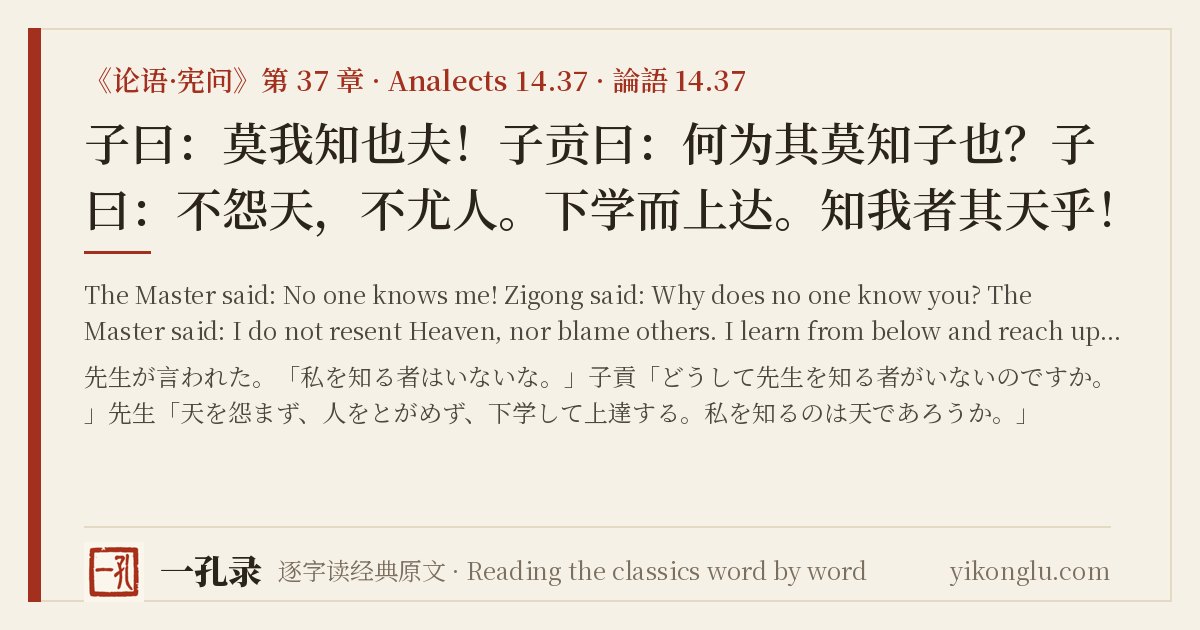 《论语·宪问》第 37 章 · Analects 14.37 · 論語 14.37
子曰：莫我知也夫！子贡曰：何为其莫知子也？子
曰：不怨天，不尤人。下学而上达。知我者其天乎！
The Master said: No one knows me! Zigong said: Why does no one know you? The
Master said: I do not resent Heaven, nor blame others. I learn from below and reach up…
先生が言われた。「私を知る者はいないな。」子貢「どうして先生を知る者がいないのですか。
」先生「天を怨まず、人をとがめず、下学して上達する。私を知るのは天であろうか。」
一孔
一孔录 逐字读经典原文 · Reading the classics word by word yikonglu.com